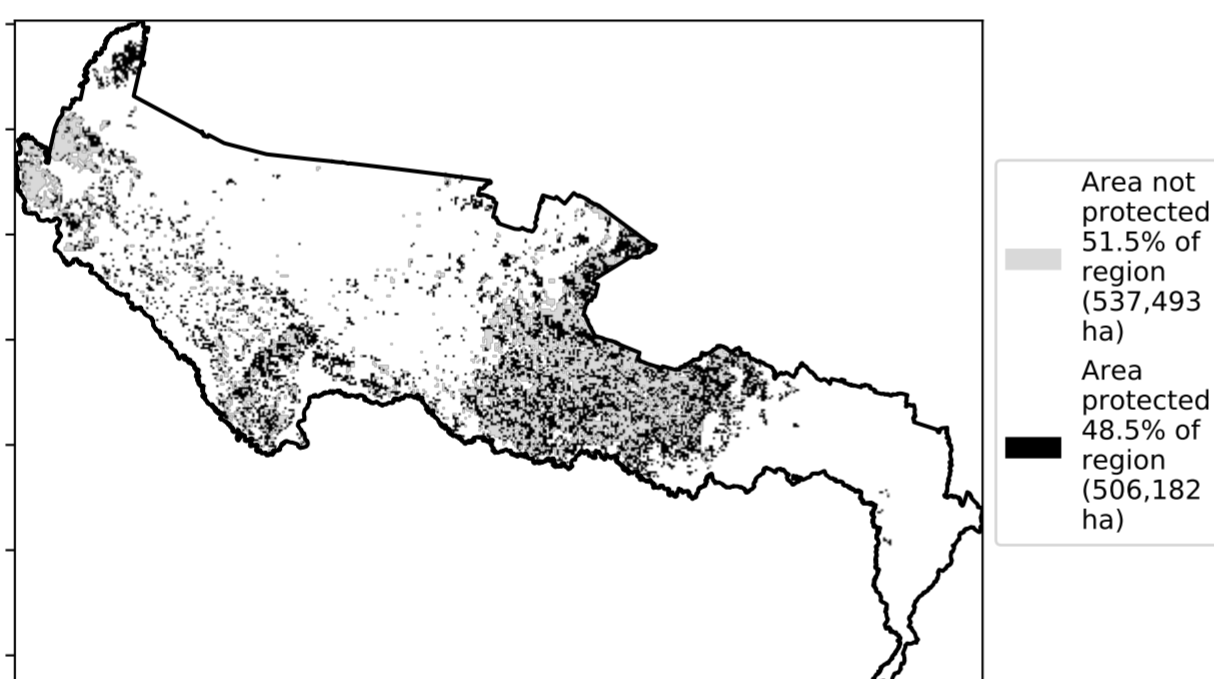 Area not
protected
51.5% of
region
(537,493
ha)
Area
protected
48.5% of
region
(506,182
ha)